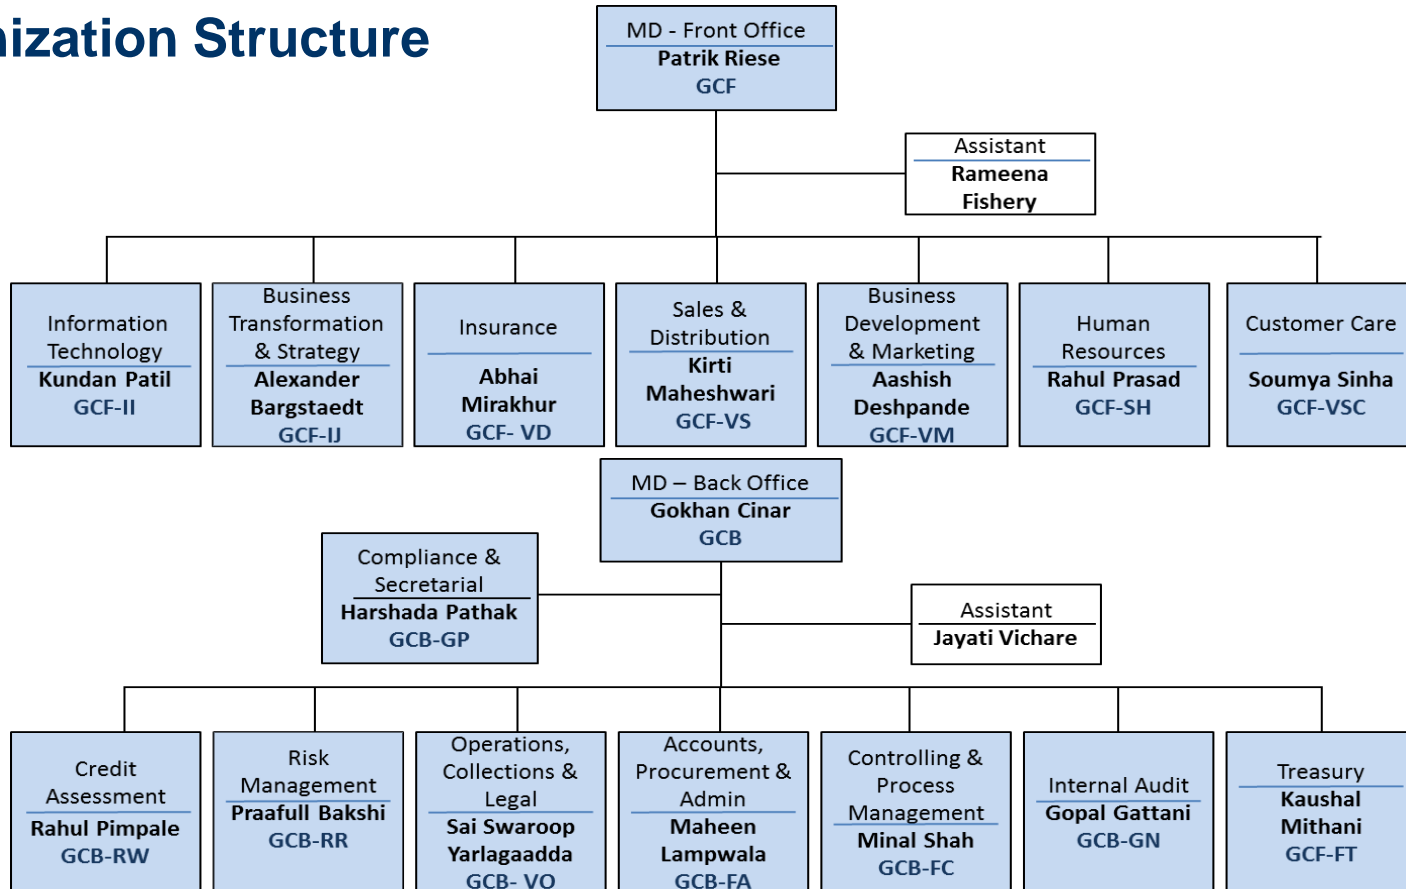 nization Structure
MD - Front Office
Patrik Riese
GCF
Assistant
Rameena
Fishery
Information
Technology
Kundan Patil
GCF-II
Business
Transformation
& Strategy
Alexander
Bargstaedt
GCF-IJ
Insurance
Abhai
Mirakhur
GCF- VD
Sales &
Distribution
Kirti
Maheshwari
GCF-VS
Business
Development
& Marketing
Aashish
Deshpande
GCF-VM
Human
Resources
Rahul Prasad
GCF-SH
Customer Care
Soumya Sinha
GCF-VSC
MD – Back Office
Gokhan Cinar
GCB
Compliance &
Secretarial
Harshada Pathak
GCB-GP
Assistant
Jayati Vichare
Credit
Assessment
Rahul Pimpale
GCB-RW
Risk
Management
Praafull Bakshi
GCB-RR
Operations,
Collections &
Legal
Sai Swaroop
Yarlagaadda
GCB- VO
Accounts,
Procurement &
Admin
Maheen
Lampwala
GCB-FA
Controlling &
Process
Management
Minal Shah
GCB-FC
Internal Audit
Gopal Gattani
GCB-GN
Treasury
Kaushal
Mithani
GCF-FT